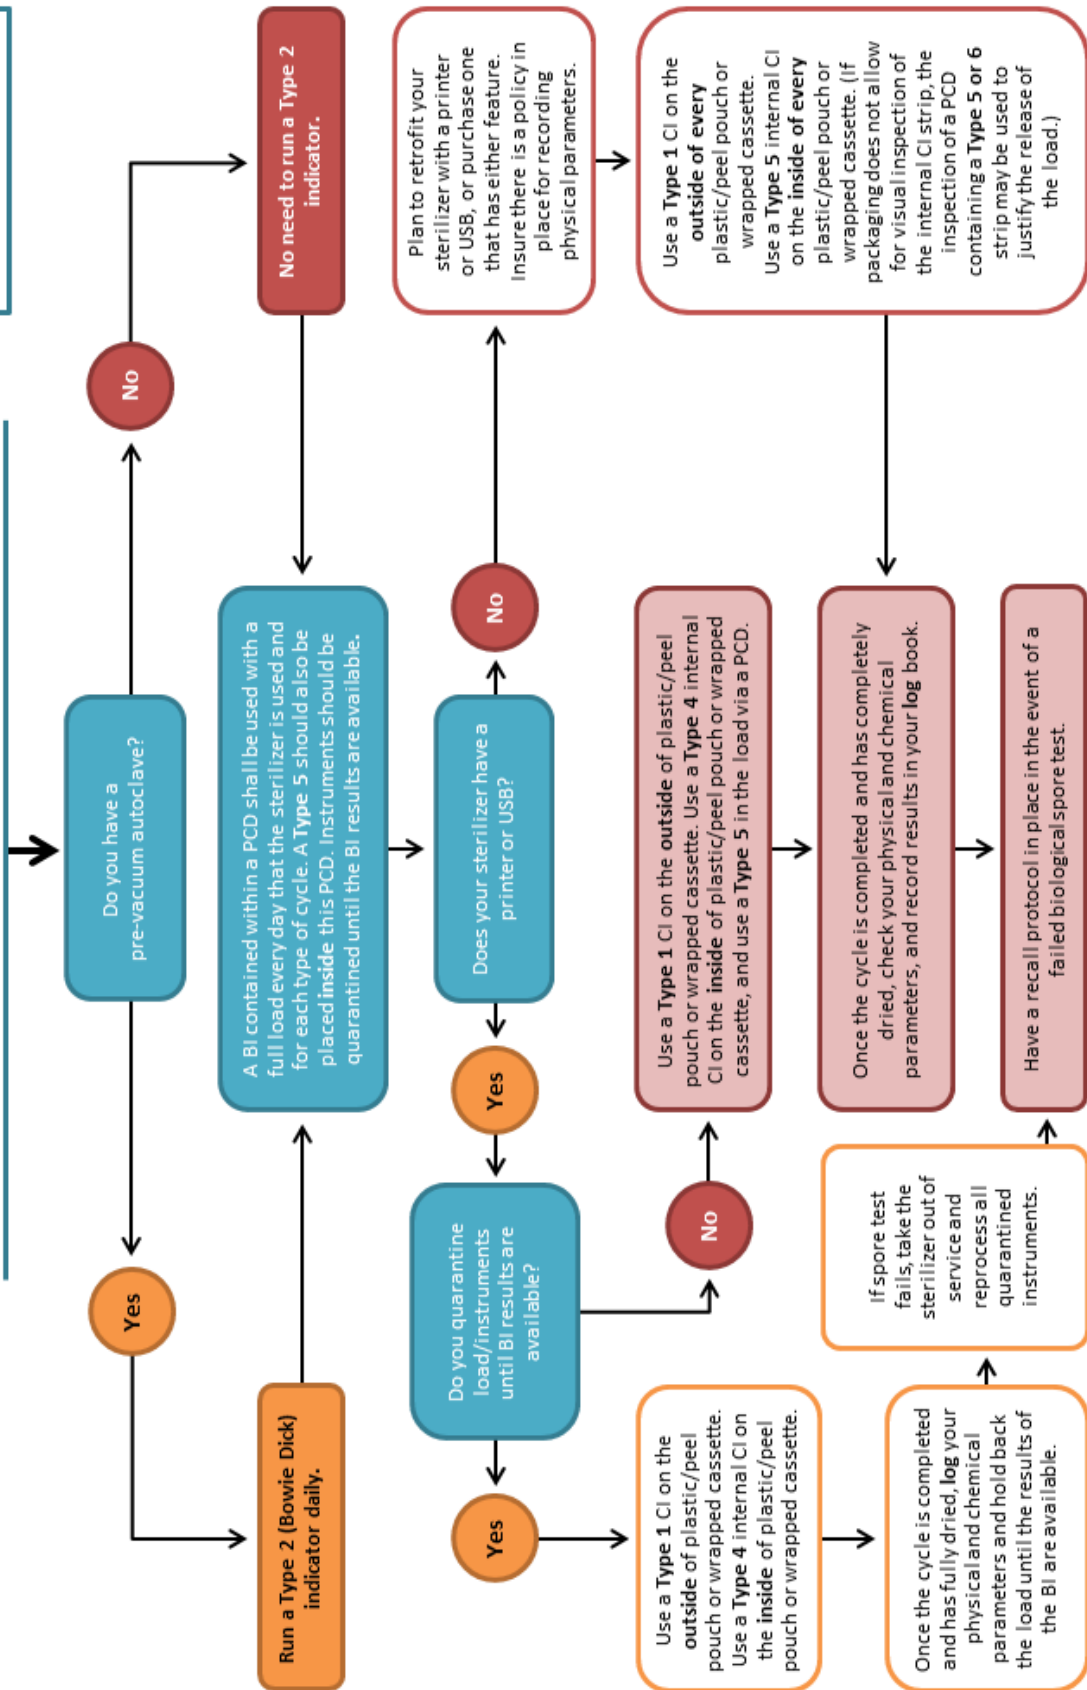 Do you have a
pre-vacuum autoclave?
Yes
No
Run a Type 2 (Bowie Dick)
indicator daily.
No need to run a Type 2
indicator.
A BI contained within a PCD shall be used with a
full load every day that the sterilizer is used and
for each type of cycle. A Type 5 should also be
placed inside this PCD. Instruments should be
quarantined until the BI results are available.
Does your sterilizer have a
printer or USB?
Yes
No
Do you quarantine
load/instruments
until BI results are
available?
Yes
No
Plan to retrofit your
sterilizer with a printer
or USB, or purchase one
that has either feature.
Insure there is a policy in
place for recording
physical parameters.
Use a Type 1 CI on the
outside of plastic/peel
pouch or wrapped cassette.
Use a Type 4 internal CI on
the inside of plastic/peel
pouch or wrapped cassette.
Use a Type 1 CI on the outside of plastic/peel
pouch or wrapped cassette. Use a Type 4 internal
CI on the inside of plastic/peel pouch or wrapped
cassette, and use a Type 5 in the load via a PCD.
Use a Type 1 CI on the
outside of every
plastic/peel pouch or
wrapped cassette.
Use a Type 5 internal CI
on the inside of every
plastic/peel pouch or
wrapped cassette. (If
packaging does not allow
for visual inspection of
the internal CI strip, the
inspection of a PCD
containing a Type 5 or 6
strip may be used to
justify the release of
the load.)
Once the cycle is completed
and has fully dried, log your
physical and chemical
parameters and hold back
the load until the results of
the BI are available.
If spore test
fails, take the
sterilizer out of
service and
reprocess all
quarantined
instruments.
Once the cycle is completed and has completely
dried, check your physical and chemical
parameters, and record results in your log book.
Have a recall protocol in place in the event of a
failed biological spore test.